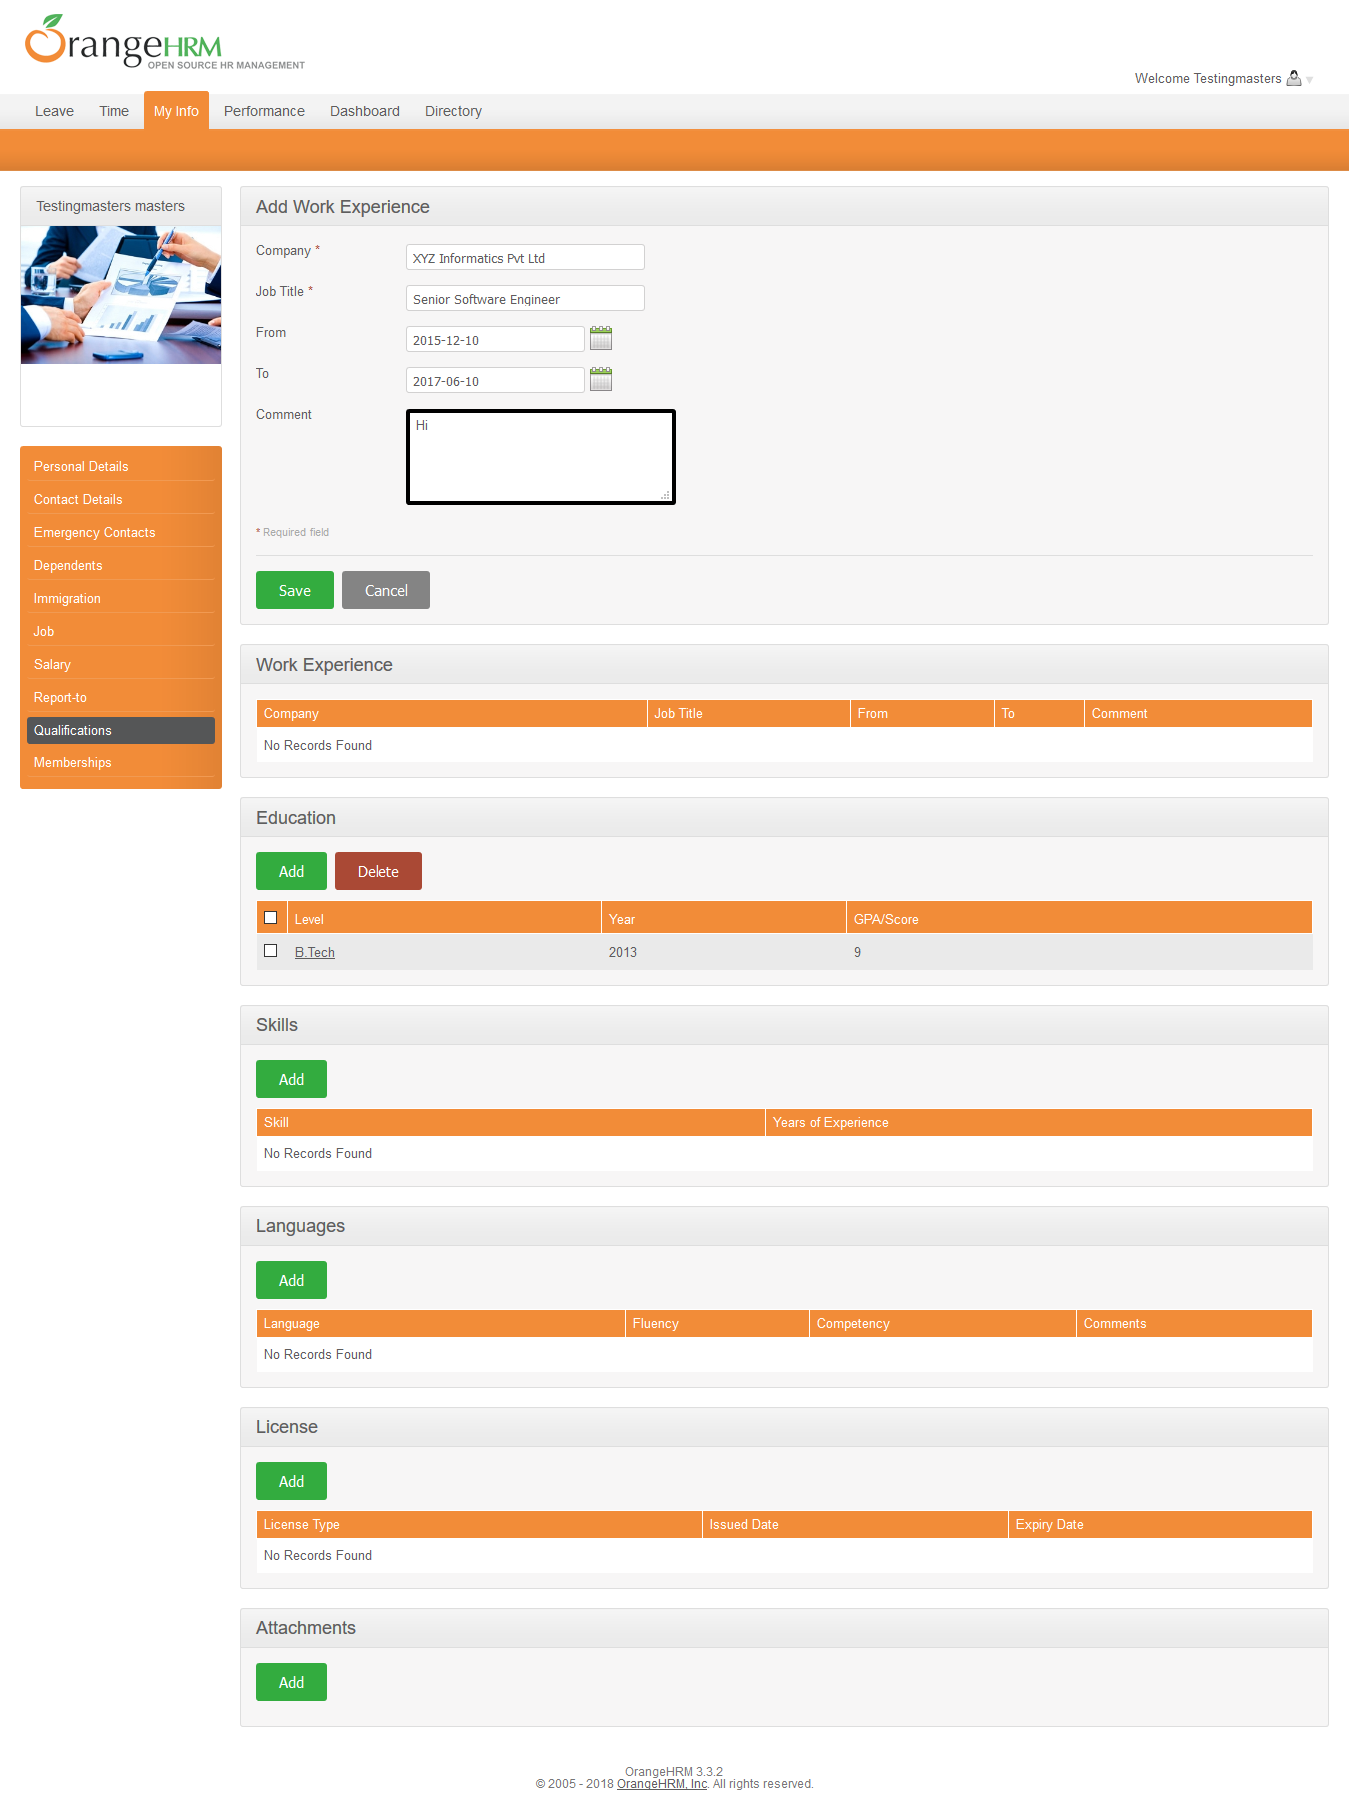 OrangeHRM
OPEN SOURCE HR MANAGEMENT
Welcome Testingmasters
Leave Time My Info Performance Dashboard Directory
Testingmasters masters
Personal Details
Contact Details
Emergency Contacts
Dependents
Immigration
Job
Salary
Report-to
Qualifications
Memberships
Add Work Experience
Company * XYZ Informatics Pvt Ltd
Job Title * Senior Software Engineer
From 2015-12-10
To 2017-06-10
Comment Hi
* Required field
Save Cancel
Work Experience
Company Job Title From To Comment
No Records Found
Education
Add Delete
Level Year GPA/Score
B.Tech 2013 9
Skills
Add
Skill Years of Experience
No Records Found
Languages
Add
Language Fluency Competency Comments
No Records Found
License
Add
License Type Issued Date Expiry Date
No Records Found
Attachments
Add
OrangeHRM 3.3.2
© 2005 - 2018 OrangeHRM, Inc. All rights reserved.